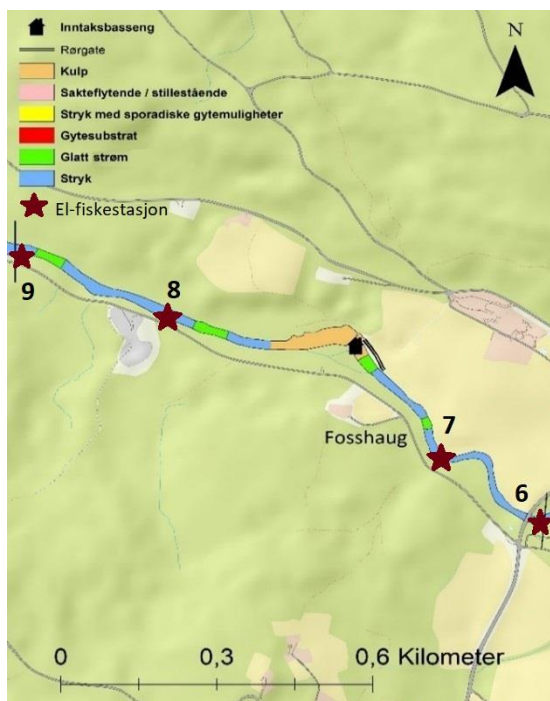 Inntaksbasseng
Rørgate
Kulp
Sakteflytende / stillestående
Stryk med sporadiske gytemuligheter
Gytesubstrat
Glatt strøm
Stryk
El-fiskestasjon
N
9
8
7
Fosshaug
6
0 0,3 0,6 Kilometer